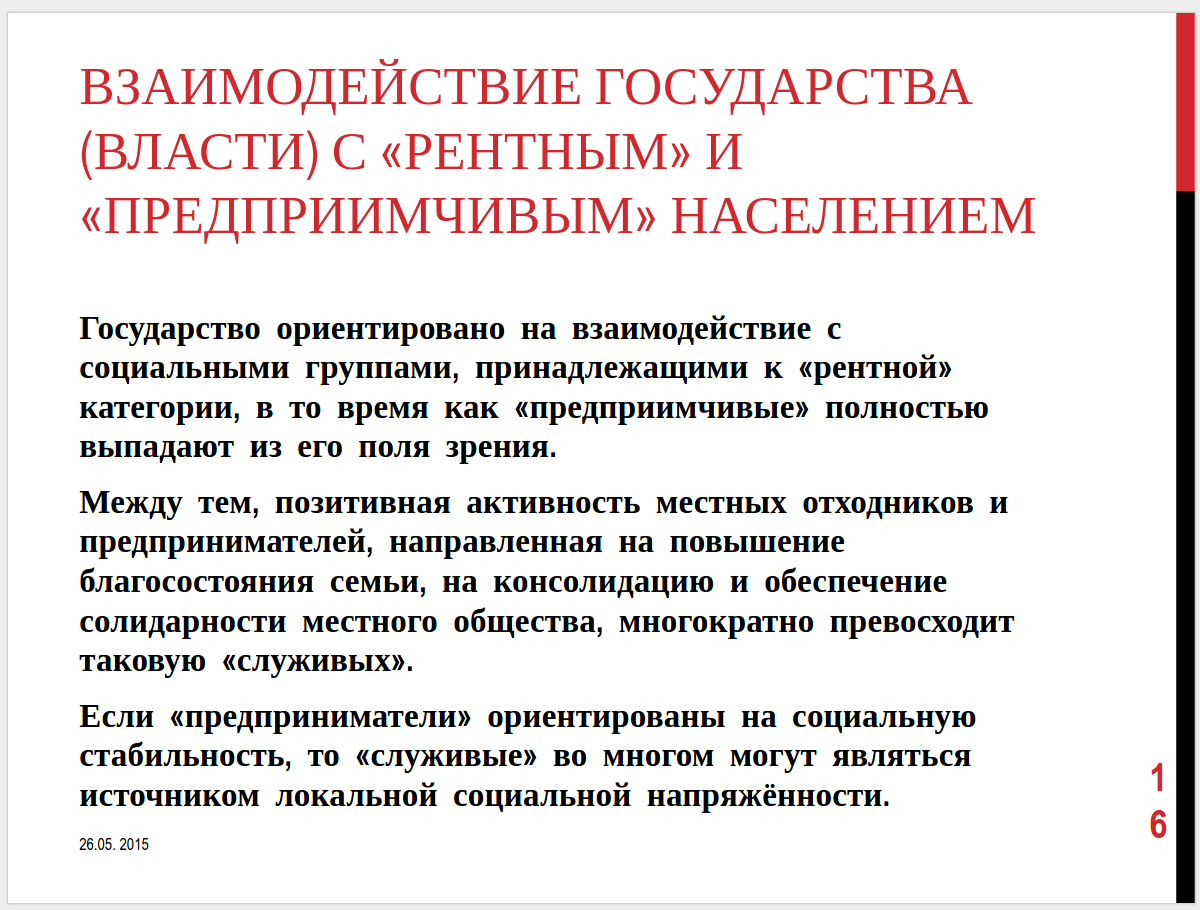 ВЗАИМОДЕЙСТВИЕ ГОСУДАРСТВА
(ВЛАСТИ) С «РЕНТНЫМ» И
«ПРЕДПРИИМЧИВЫМ» НАСЕЛЕНИЕМ
Государство ориентировано на взаимодействие с
социальными группами, принадлежащими к «рентной»
категории, в то время как «предприимчивые» полностью
выпадают из его поля зрения.
Между тем, позитивная активность местных отходников и
предпринимателей, направленная на повышение
благосостояния семьи, на консолидацию и обеспечение
солидарности местного общества, многократно превосходит
таковую «служивых».
Если «предприниматели» ориентированы на социальную
стабильность, то «служивые» во многом могут являться
источником локальной социальной напряжённости.
26.05. 2015
1
6